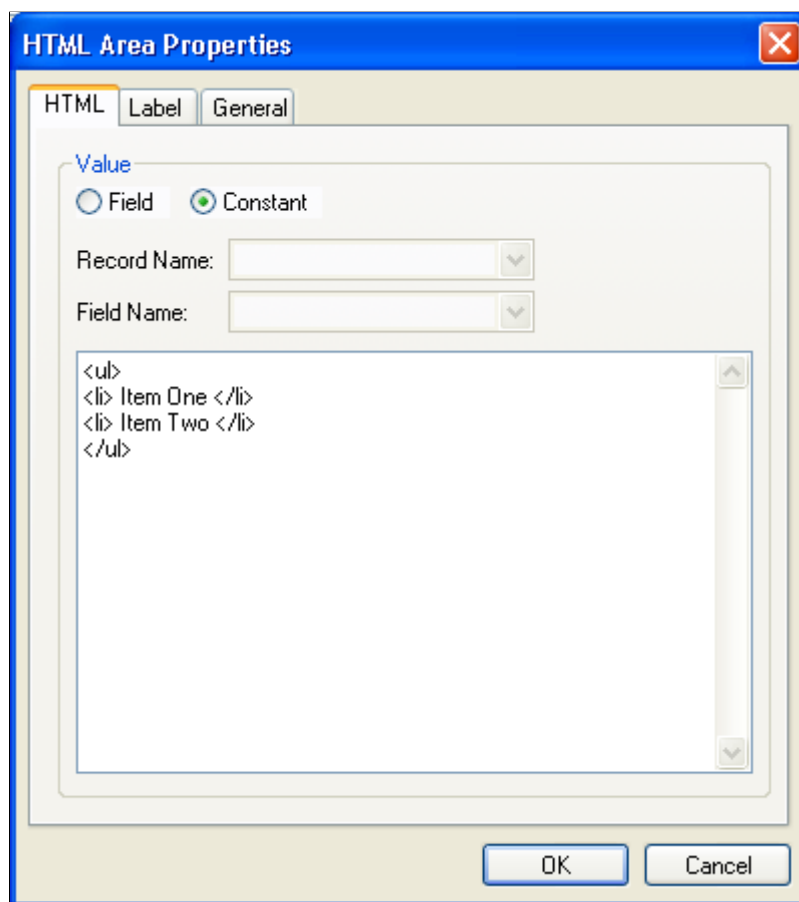 HTML Area Properties
HTML Label General
Value
Field Constant
Record Name:
Field Name:
<ul>
<li> Item One </li>
<li> Item Two </li>
</ul>
OK Cancel